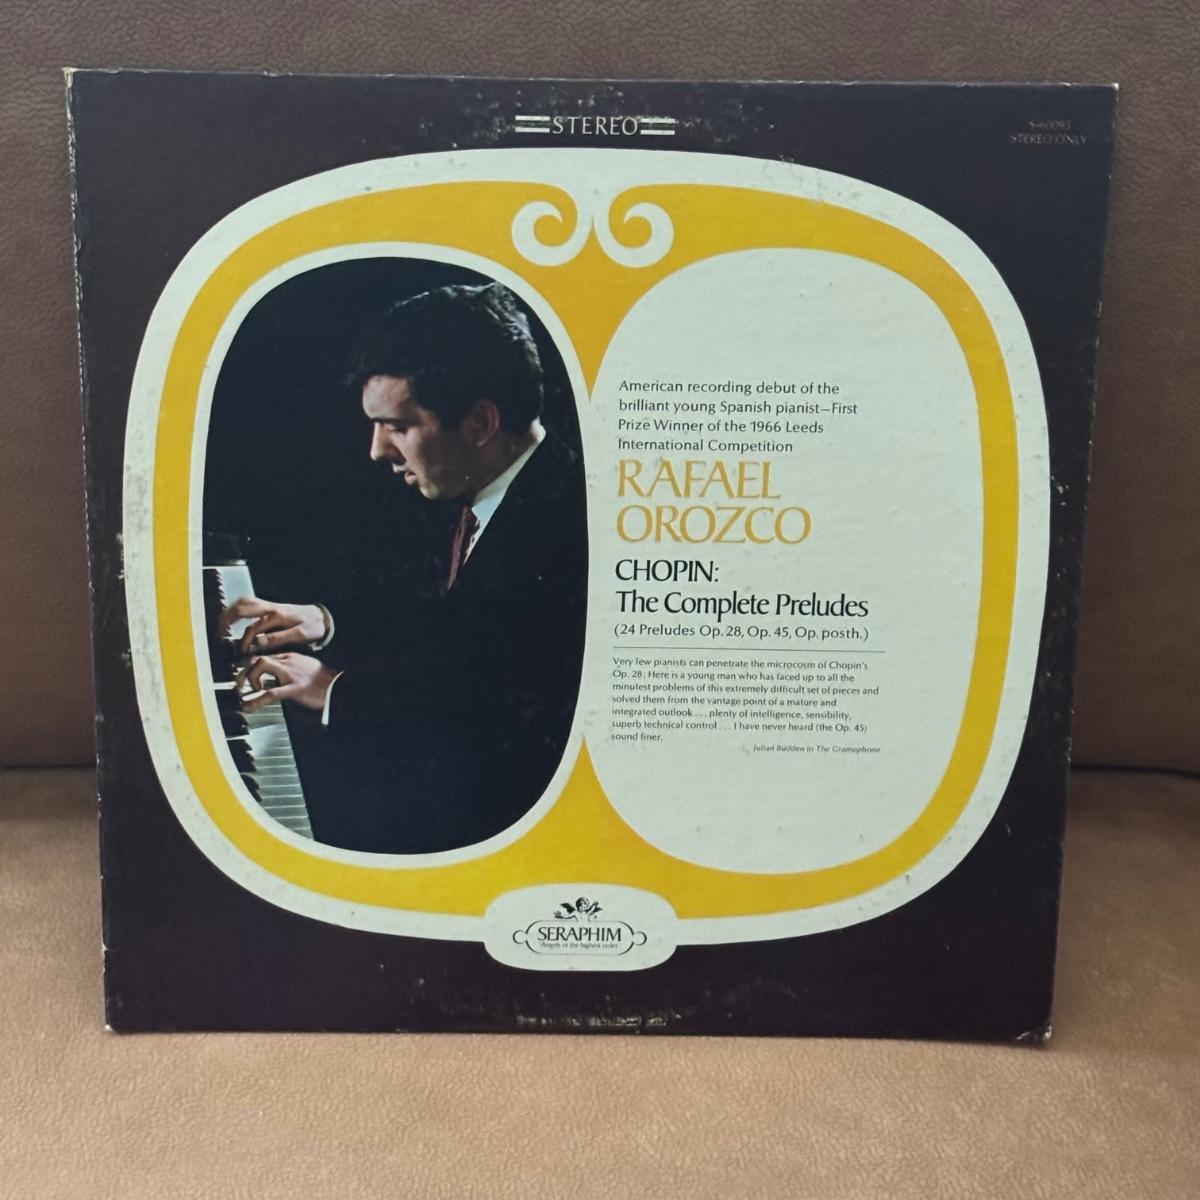 STEREO
S-60093
STEREO ONLY
American recording debut of the
brilliant young Spanish pianist—First
Prize Winner of the 1966 Leeds
International Competition
RAFAEL
OROZCO
CHOPIN:
The Complete Preludes
(24 Preludes Op. 28, Op. 45, Op. posth.)
Very few pianists can penetrate the microcosm of Chopin's
Op. 28: Here is a young man who has faced up to all the
minutest problems of this extremely difficult set of pieces and
solved them from the vantage point of a mature and
integrated outlook . . . plenty of intelligence, sensibility,
superb technical control . . . I have never heard (the Op. 45)
sound finer.
Julian Budden in The Gramophone
SERAPHIM
"Angels of the highest order"